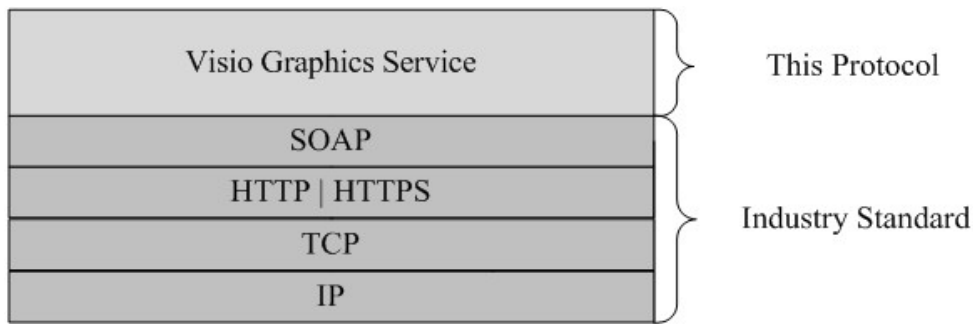 Visio Graphics Service
This Protocol
SOAP
HTTP | HTTPS
TCP
IP
Industry Standard